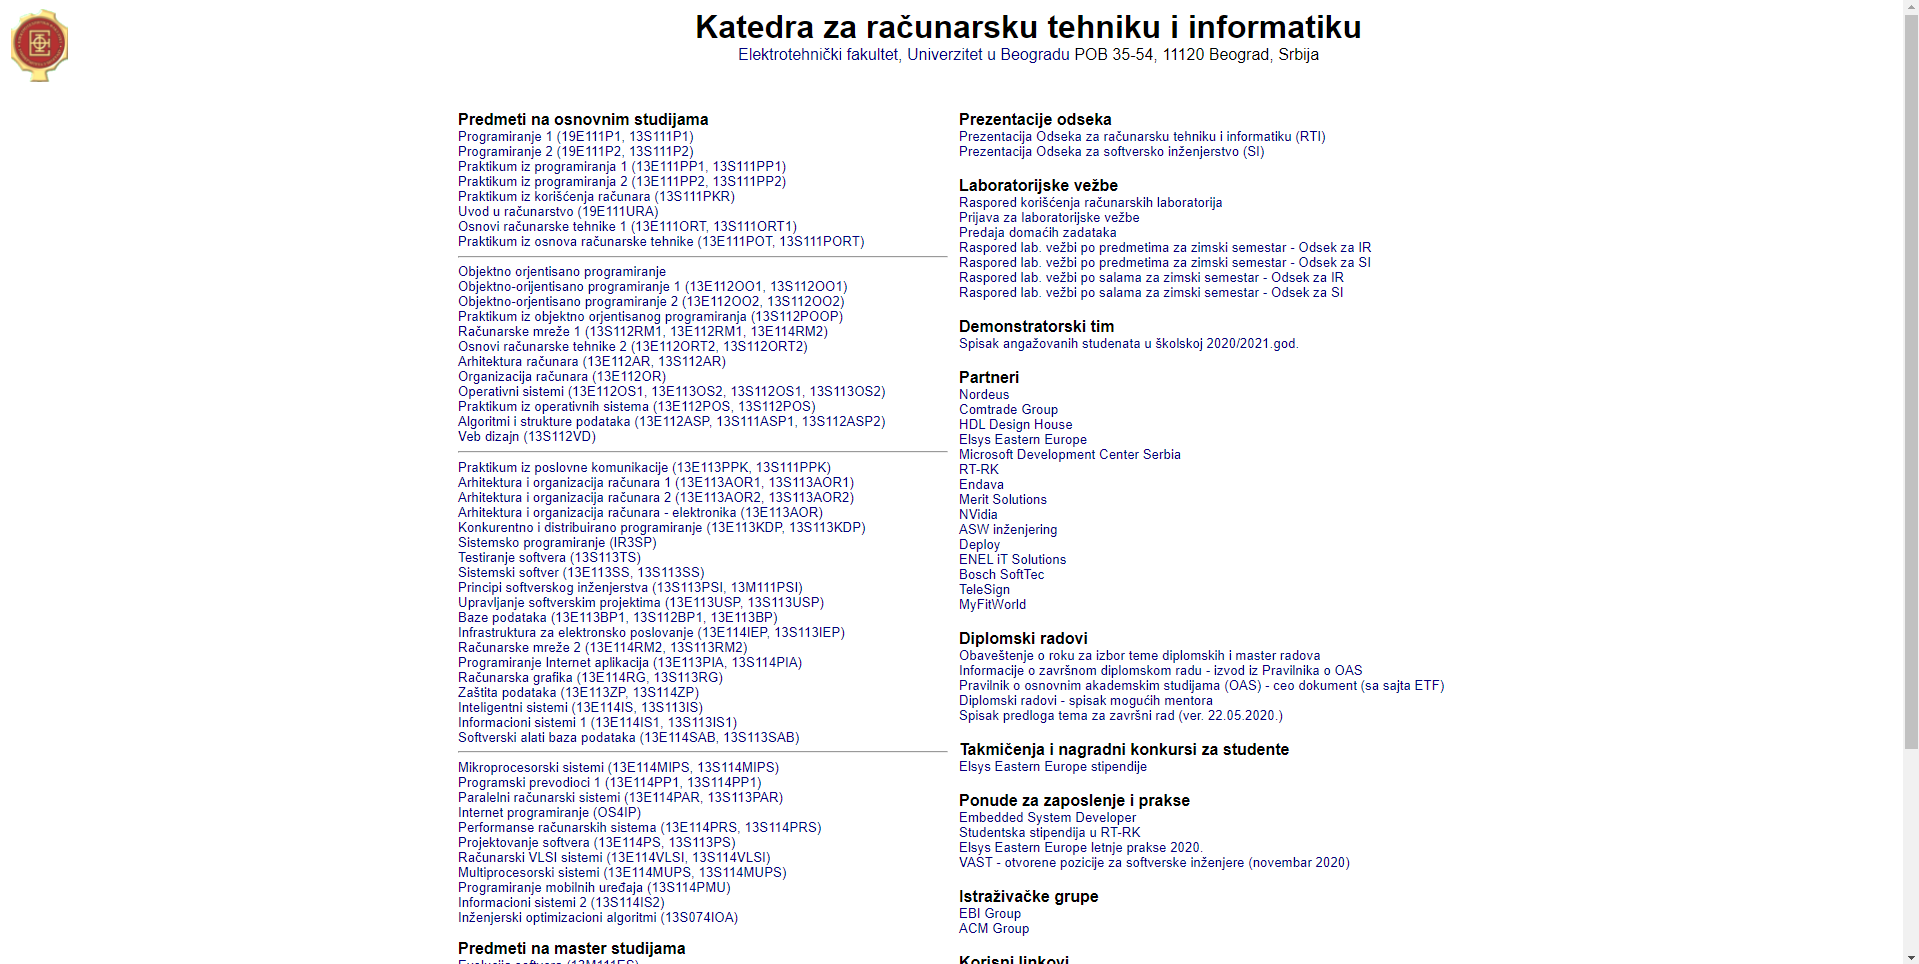 Katedra za računarsku tehniku i informatiku
Elektrotehnički fakultet, Univerzitet u Beogradu POB 35-54, 11120 Beograd, Srbija
Predmeti na osnovnim studijama
Programiranje 1 (19E111P1, 13S111P1)
Programiranje 2 (19E111P2, 13S111P2)
Praktikum iz programiranja 1 (13E111PP1, 13S111PP1)
Praktikum iz programiranja 2 (13E111PP2, 13S111PP2)
Praktikum iz korišćenja računara (13S111PKR)
Uvod u računarstvo (19E111URA)
Osnovi računarske tehnike 1 (13E111ORT, 13S111ORT1)
Praktikum iz osnova računarske tehnike (13E111POT, 13S111PORT)
Objektno orjentisano programiranje
Objektno-orijentisano programiranje 1 (13E112OO1, 13S112OO1)
Objektno-orjentisano programiranje 2 (13E112OO2, 13S112OO2)
Praktikum iz objektno orjentisanog programiranja (13S112POOP)
Računarske mreže 1 (13S112RM1, 13E112RM1, 13E114RM2)
Osnovi računarske tehnike 2 (13E112ORT2, 13S112ORT2)
Arhitektura računara (13E112AR, 13S112AR)
Organizacija računara (13E112OR)
Operativni sistemi (13E112OS1, 13E113OS2, 13S112OS1, 13S113OS2)
Praktikum iz operativnih sistema (13E112POS, 13S112POS)
Algoritmi i strukture podataka (13E112ASP, 13S111ASP1, 13S112ASP2)
Veb dizajn (13S112VD)
Praktikum iz poslovne komunikacije (13E113PPK, 13S111PPK)
Arhitektura i organizacija računara 1 (13E113AOR1, 13S113AOR1)
Arhitektura i organizacija računara 2 (13E113AOR2, 13S113AOR2)
Arhitektura i organizacija računara - elektronika (13E113AOR)
Konkurentno i distribuirano programiranje (13E113KDP, 13S113KDP)
Sistemsko programiranje (IR3SP)
Testiranje softvera (13S113TS)
Sistemski softver (13E113SS, 13S113SS)
Principi softverskog inženjerstva (13S113PSI, 13M111PSI)
Upravljanje softverskim projektima (13E113USP, 13S113USP)
Baze podataka (13E113BP1, 13S112BP1, 13E113BP)
Infrastruktura za elektronsko poslovanje (13E114IEP, 13S113IEP)
Računarske mreže 2 (13E114RM2, 13S113RM2)
Programiranje Internet aplikacija (13E113PIA, 13S114PIA)
Računarska grafika (13E114RG, 13S113RG)
Zaštita podataka (13E113ZP, 13S114ZP)
Inteligentni sistemi (13E114IS, 13S113IS)
Informacioni sistemi 1 (13E114IS1, 13S113IS1)
Softverski alati baza podataka (13E114SAB, 13S113SAB)
Mikroprocesorski sistemi (13E114MIPS, 13S114MIPS)
Programski prevodioci 1 (13E114PP1, 13S114PP1)
Paralelni računarski sistemi (13E114PAR, 13S113PAR)
Internet programiranje (OS4IP)
Performanse računarskih sistema (13E114PRS, 13S114PRS)
Projektovanje softvera (13E114PS, 13S113PS)
Računarski VLSI sistemi (13E114VLSI, 13S114VLSI)
Multiprocesorski sistemi (13E114MUPS, 13S114MUPS)
Programiranje mobilnih uređaja (13S114PMU)
Informacioni sistemi 2 (13S114IS2)
Inženjerski optimizacioni algoritmi (13S074IOA)
Predmeti na master studijama
Evolucija softvera (13M111ES)
Prezentacije odseka
Prezentacija Odseka za računarsku tehniku i informatiku (RTI)
Prezentacija Odseka za softversko inženjerstvo (SI)
Laboratorijske vežbe
Raspored korišćenja računarskih laboratorija
Prijava za laboratorijske vežbe
Predaja domaćih zadataka
Raspored lab. vežbi po predmetima za zimski semestar - Odsek za IR
Raspored lab. vežbi po predmetima za zimski semestar - Odsek za SI
Raspored lab. vežbi po salama za zimski semestar - Odsek za IR
Raspored lab. vežbi po salama za zimski semestar - Odsek za SI
Demonstratorski tim
Spisak angažovanih studenata u školskoj 2020/2021.god.
Partneri
Nordeus
Comtrade Group
HDL Design House
Elsys Eastern Europe
Microsoft Development Center Serbia
RT-RK
Endava
Merit Solutions
NVidia
ASW inženjering
Deploy
ENEL iT Solutions
Bosch SoftTec
TeleSign
MyFitWorld
Diplomski radovi
Obaveštenje o roku za izbor teme diplomskih i master radova
Informacije o završnom diplomskom radu - izvod iz Pravilnika o OAS
Pravilnik o osnovnim akademskim studijama (OAS) - ceo dokument (sa sajta ETF)
Diplomski radovi - spisak mogućih mentora
Spisak predloga tema za završni rad (ver. 22.05.2020.)
Takmičenja i nagradni konkursi za studente
Elsys Eastern Europe stipendije
Ponude za zaposlenje i prakse
Embedded System Developer
Studentska stipendija u RT-RK
Elsys Eastern Europe letnje prakse 2020.
VAST - otvorene pozicije za softverske inženjere (novembar 2020)
Istraživačke grupe
EBI Group
ACM Group
Korisni linkovi